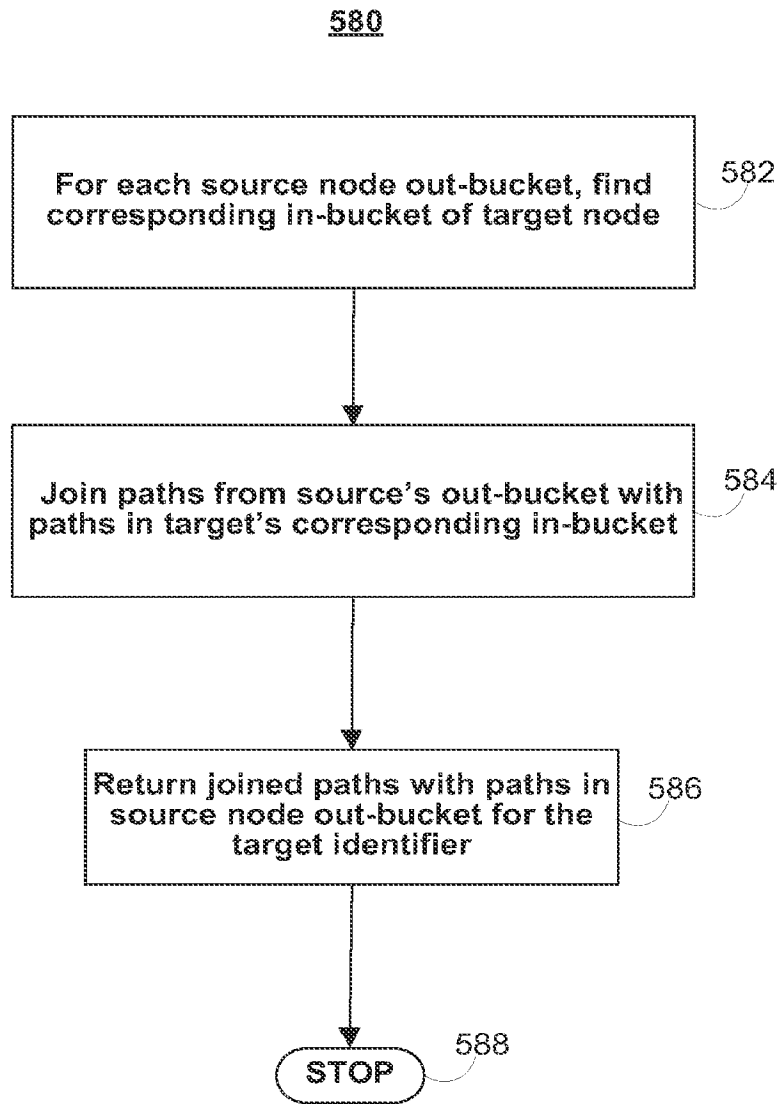 580
For each source node out-bucket, find
corresponding in-bucket of target node
582
Join paths from source's out-bucket with
paths in target's corresponding in-bucket
584
Return joined paths with paths in
source node out-bucket for the
target identifier
586
STOP
588